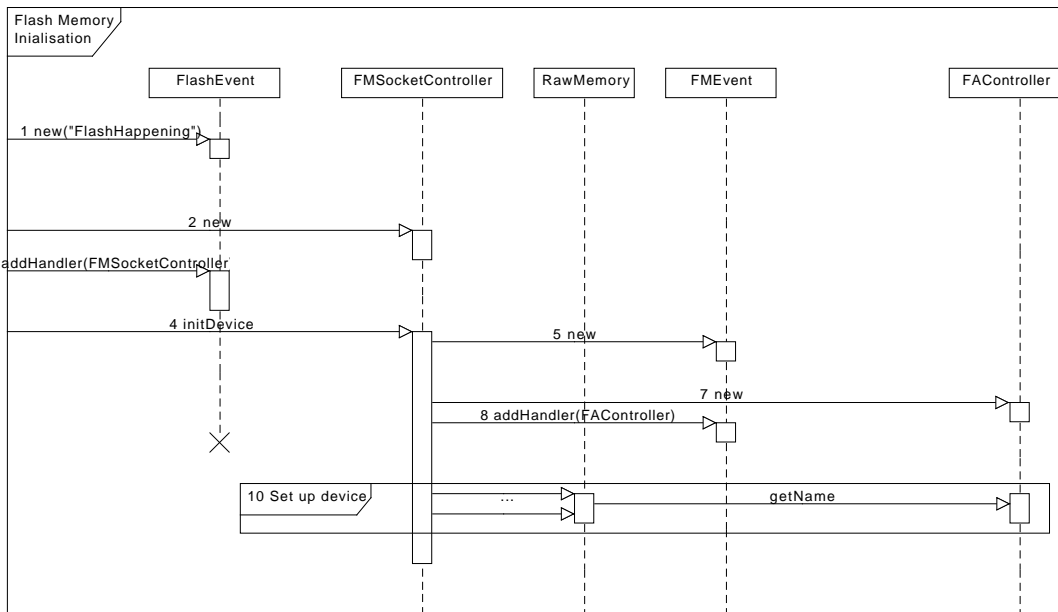 Flash Memory
Inialisation
FlashEvent
FMSocketController
RawMemory
FMEvent
FAController
1 new("FlashHappening")
2 new
addHandler(FMSocketController
4 initDevice
5 new
7 new
8 addHandler(FAController)
10 Set up device
...
getName